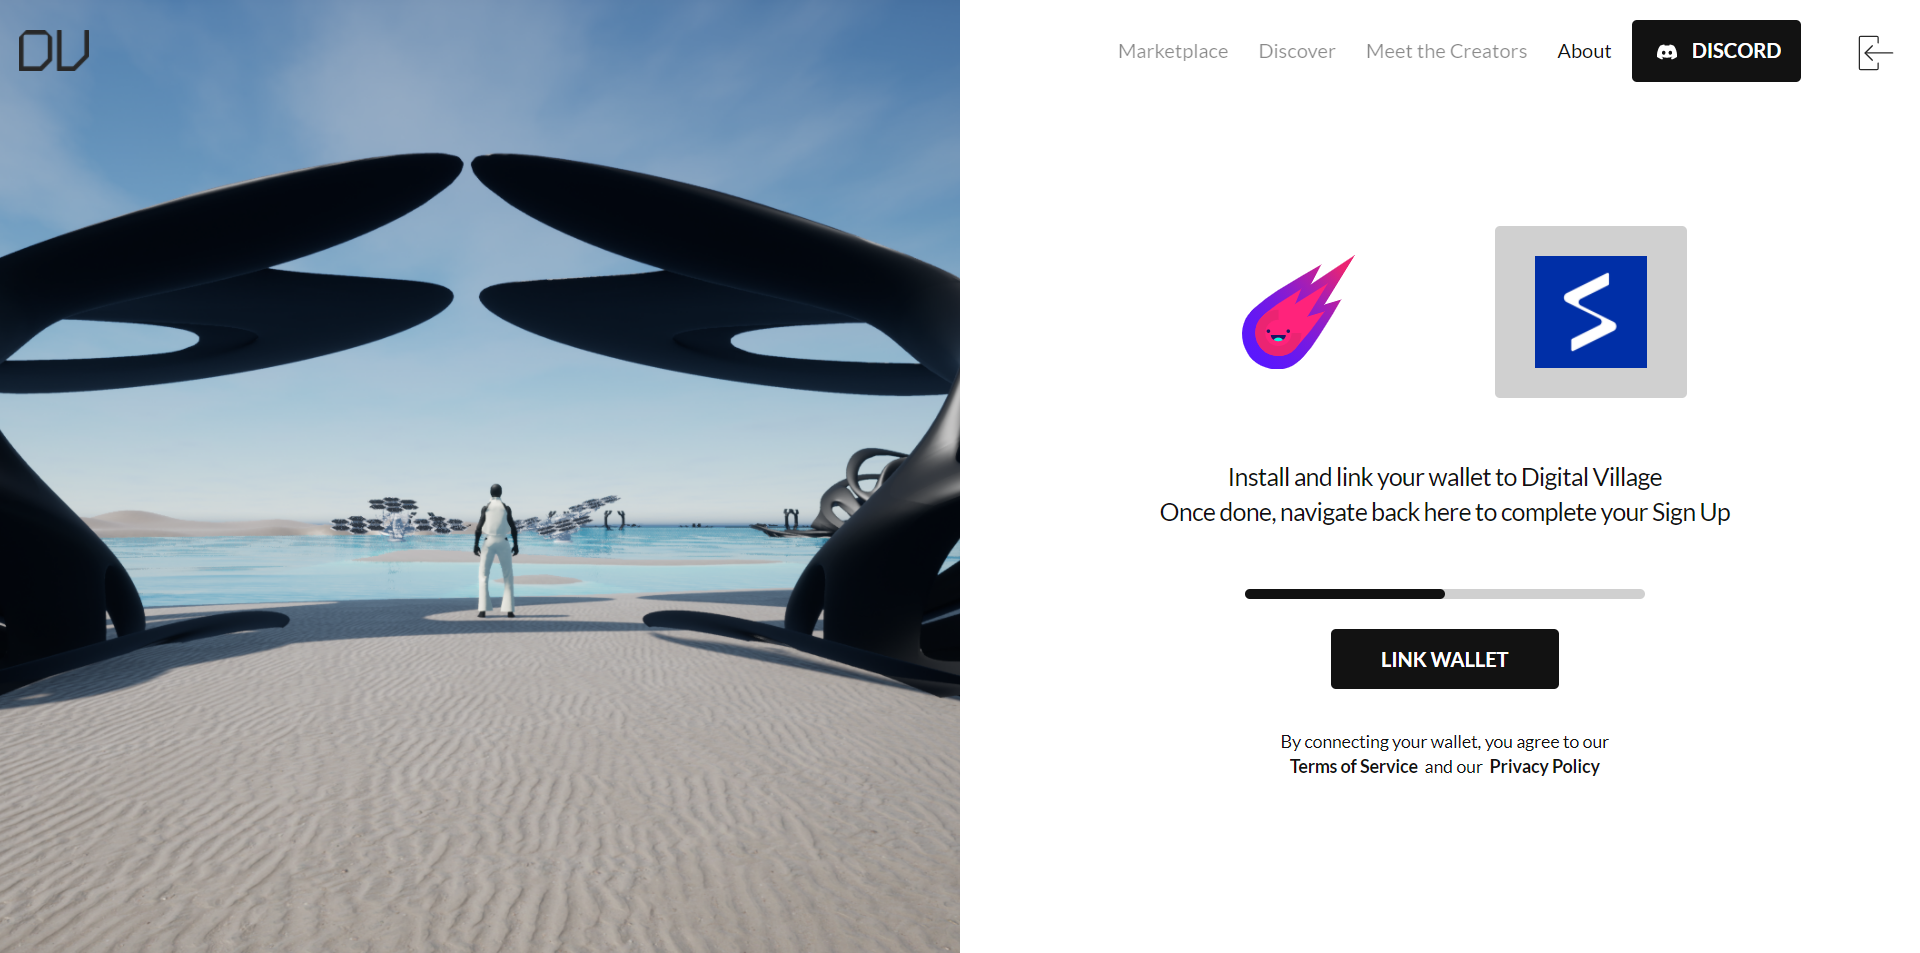 DV
Marketplace Discover Meet the Creators About DISCORD
Install and link your wallet to Digital Village
Once done, navigate back here to complete your Sign Up
LINK WALLET
By connecting your wallet, you agree to our
Terms of Service and our Privacy Policy